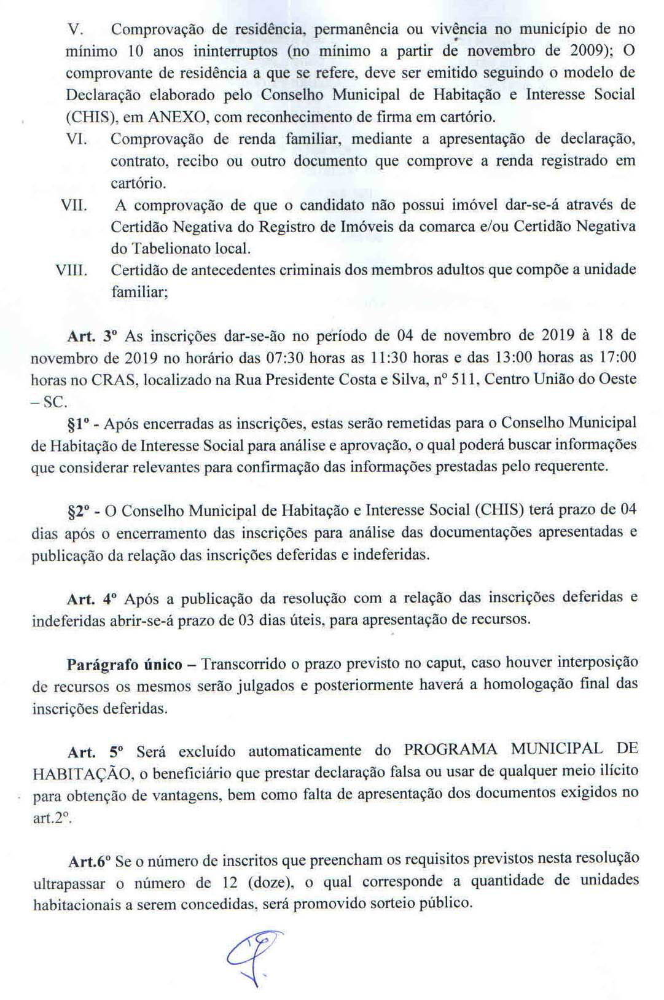 V. Comprovação de residência, permanência ou vivência no município de no
mínimo 10 anos ininterruptos (no mínimo a partir de novembro de 2009); O
comprovante de residência a que se refere, deve ser emitido seguindo o modelo de
Declaração elaborado pelo Conselho Municipal de Habitação e Interesse Social
(CHIS), em ANEXO, com reconhecimento de firma em cartório.
VI. Comprovação de renda familiar, mediante a apresentação de declaração,
contrato, recibo ou outro documento que comprove a renda registrado em
cartório.
VII. A comprovação de que o candidato não possui imóvel dar-se-á através de
Certidão Negativa do Registro de Imóveis da comarca e/ou Certidão Negativa
do Tabelionato local.
VIII. Certidão de antecedentes criminais dos membros adultos que compõe a unidade
familiar;
Art. 3º As inscrições dar-se-ão no período de 04 de novembro de 2019 à 18 de
novembro de 2019 no horário das 07:30 horas as 11:30 horas e das 13:00 horas as 17:00
horas no CRAS, localizado na Rua Presidente Costa e Silva, nº 511, Centro União do Oeste
– SC.
§1º - Após encerradas as inscrições, estas serão remetidas para o Conselho Municipal
de Habitação de Interesse Social para análise e aprovação, o qual poderá buscar informações
que considerar relevantes para confirmação das informações prestadas pelo requerente.
§2º - O Conselho Municipal de Habitação e Interesse Social (CHIS) terá prazo de 04
dias após o encerramento das inscrições para análise das documentações apresentadas e
publicação da relação das inscrições deferidas e indeferidas.
Art. 4º Após a publicação da resolução com a relação das inscrições deferidas e
indeferidas abrir-se-á prazo de 03 dias úteis, para apresentação de recursos.
Parágrafo único – Transcorrido o prazo previsto no caput, caso houver interposição
de recursos os mesmos serão julgados e posteriormente haverá a homologação final das
inscrições deferidas.
Art. 5º Será excluído automaticamente do PROGRAMA MUNICIPAL DE
HABITAÇÃO, o beneficiário que prestar declaração falsa ou usar de qualquer meio ilícito
para obtenção de vantagens, bem como falta de apresentação dos documentos exigidos no
art.2º.
Art.6º Se o número de inscritos que preencham os requisitos previstos nesta resolução
ultrapassar o número de 12 (doze), o qual corresponde a quantidade de unidades
habitacionais a serem concedidas, será promovido sorteio público.